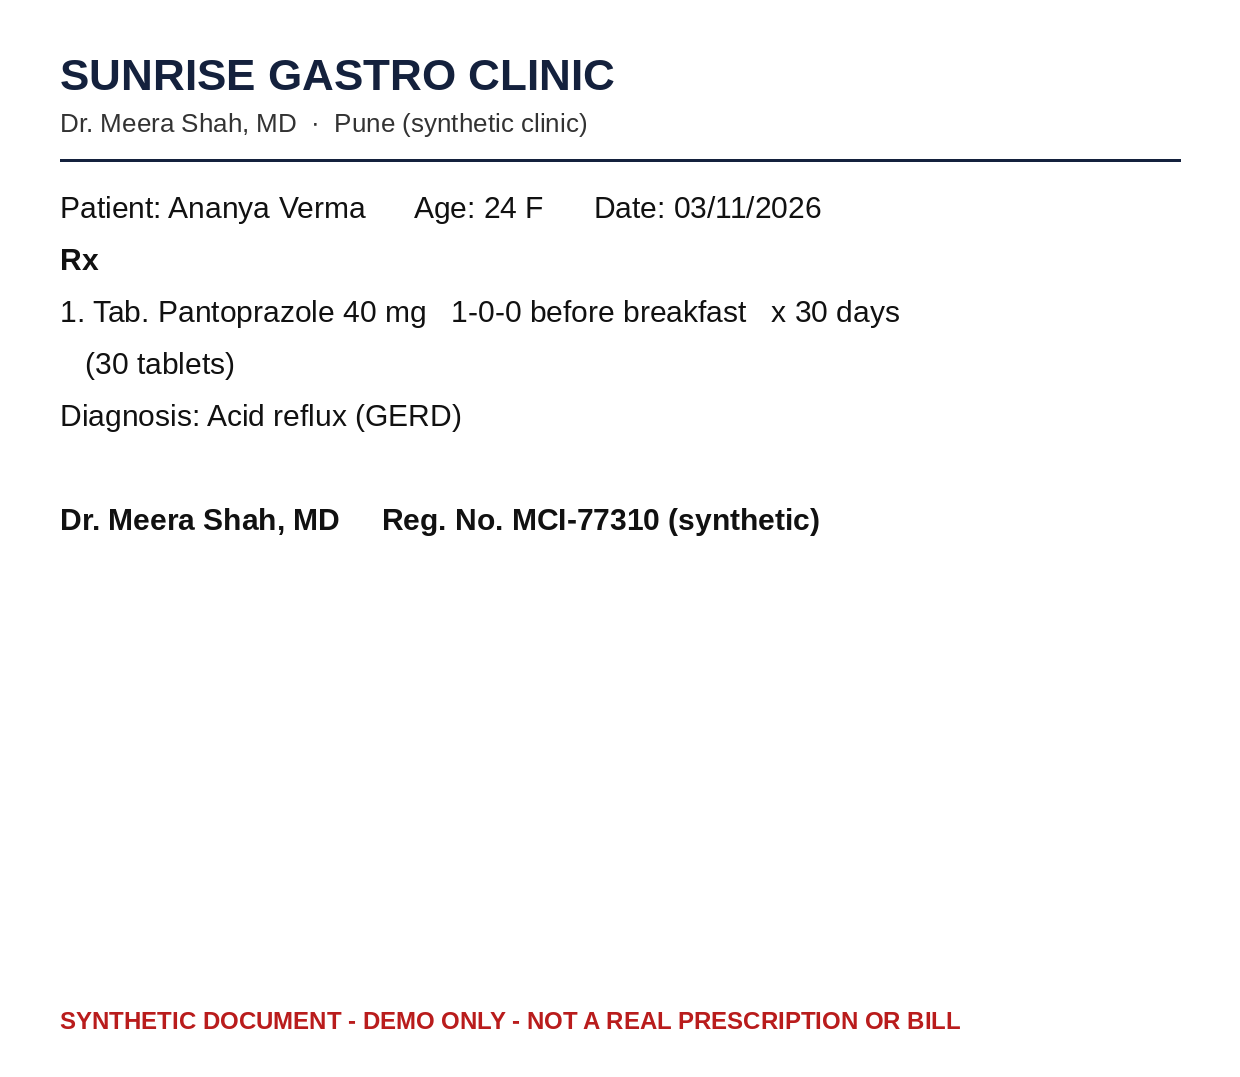 SUNRISE GASTRO CLINIC
Dr. Meera Shah, MD · Pune (synthetic clinic)
Patient: Ananya Verma Age: 24 F Date: 03/11/2026
Rx
1. Tab. Pantoprazole 40 mg 1-0-0 before breakfast x 30 days
(30 tablets)
Diagnosis: Acid reflux (GERD)
Dr. Meera Shah, MD Reg. No. MCI-77310 (synthetic)
SYNTHETIC DOCUMENT - DEMO ONLY - NOT A REAL PRESCRIPTION OR BILL